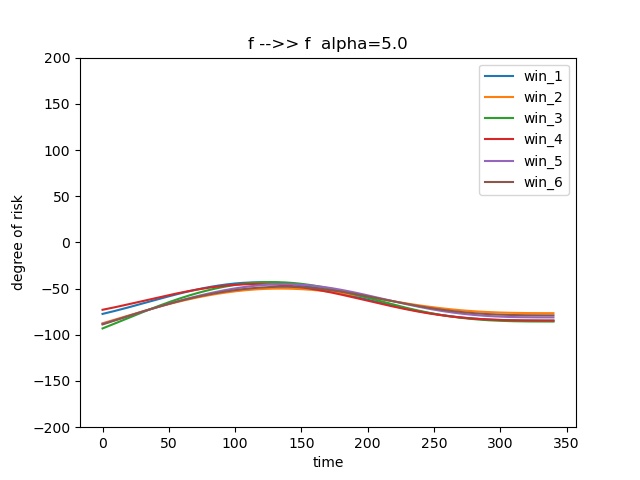 f -->> f  alpha=5.0
200
150
100
50
0
−50
−100
−150
−200
degree of risk
win_1
win_2
win_3
win_4
win_5
win_6
0 50 100 150 200 250 300 350
time